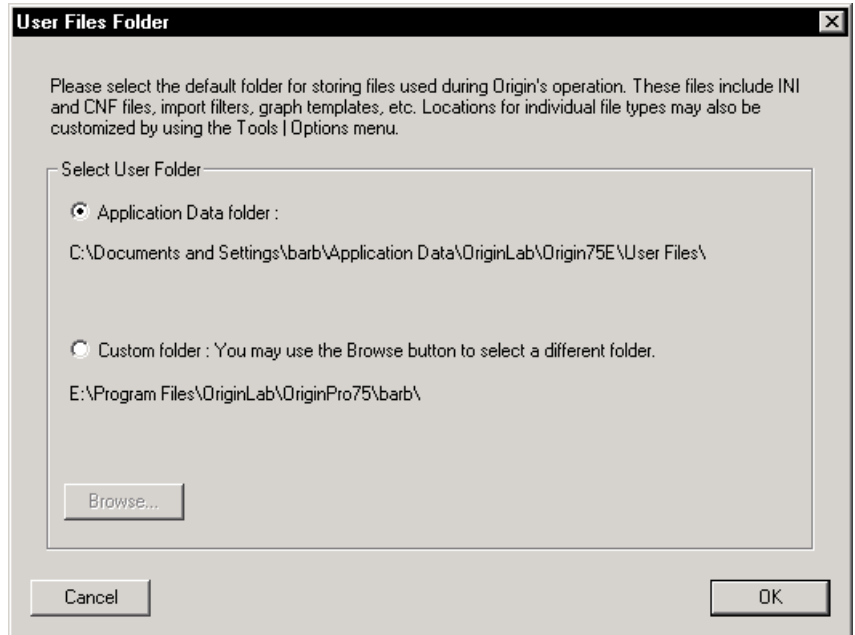 User Files Folder
Please select the default folder for storing files used during Origin's operation. These files include INI
and CNF files, import filters, graph templates, etc. Locations for individual file types may also be
customized by using the Tools | Options menu.
Select User Folder
Application Data folder :
C:\Documents and Settings\barb\Application Data\OriginLab\Origin75E\User Files\
Custom folder : You may use the Browse button to select a different folder.
E:\Program Files\OriginLab\OriginPro75\barb\
Browse...
Cancel
OK